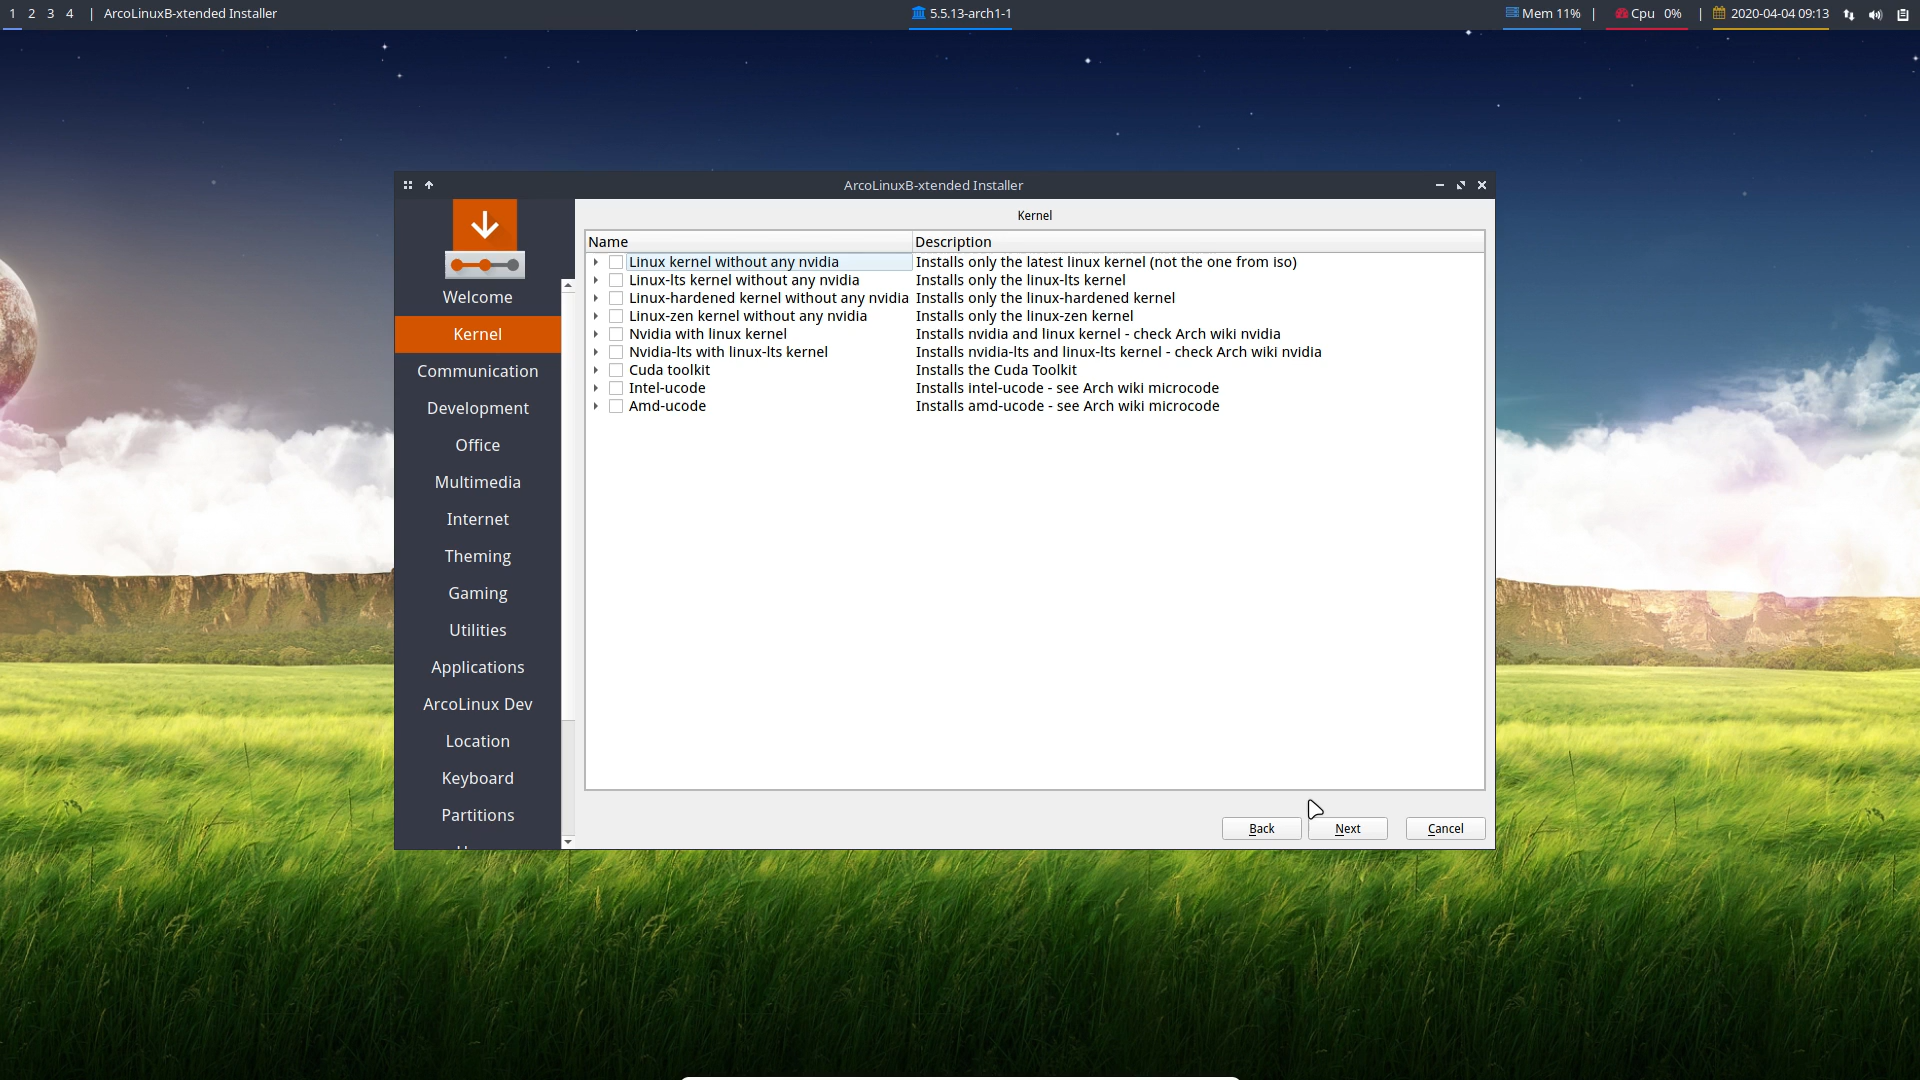 1 2 3 4 | ArcoLinuxB-xtended Installer
5.5.13-arch1-1
Mem 11% | Cpu 0% | 2020-04-04 09:13
ArcoLinuxB-xtended Installer
Welcome
Kernel
Communication
Development
Office
Multimedia
Internet
Theming
Gaming
Utilities
Applications
ArcoLinux Dev
Location
Keyboard
Partitions
Kernel
Name Description
Linux kernel without any nvidia Installs only the latest linux kernel (not the one from iso)
Linux-lts kernel without any nvidia Installs only the linux-lts kernel
Linux-hardened kernel without any nvidia Installs only the linux-hardened kernel
Linux-zen kernel without any nvidia Installs only the linux-zen kernel
Nvidia with linux kernel Installs nvidia and linux kernel - check Arch wiki nvidia
Nvidia-lts with linux-lts kernel Installs nvidia-lts and linux-lts kernel - check Arch wiki nvidia
Cuda toolkit Installs the Cuda Toolkit
Intel-ucode Installs intel-ucode - see Arch wiki microcode
Amd-ucode Installs amd-ucode - see Arch wiki microcode
Back Next Cancel